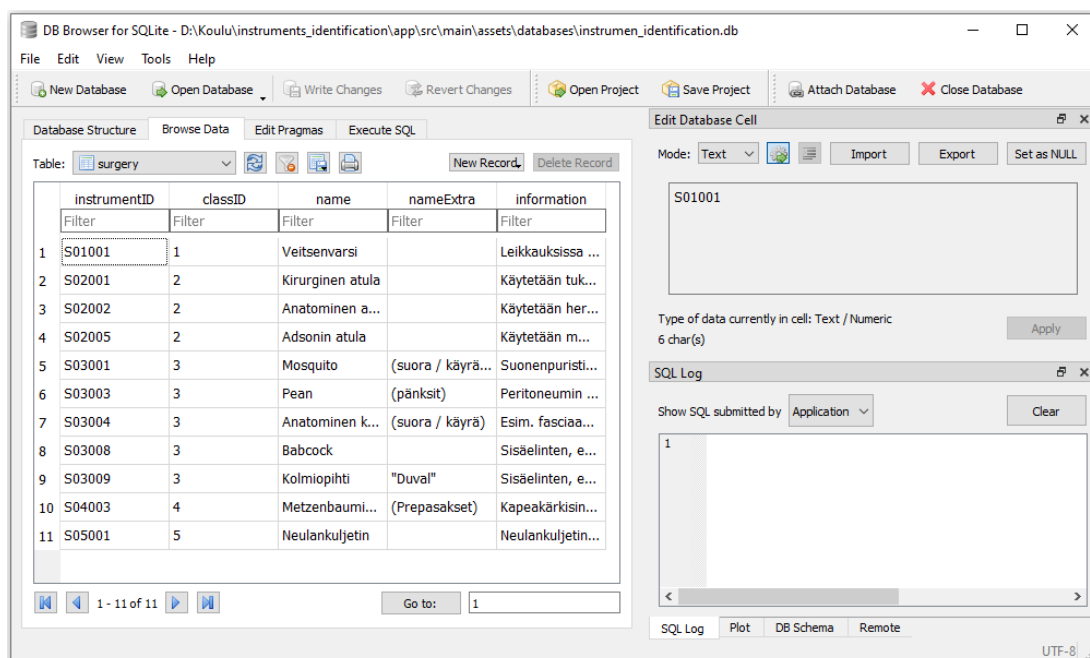 DB Browser for SQLite - D:\Koulu\instruments_identification\app\src\main\assets\databases\instrumen_identification.db
File Edit View Tools Help
New Database Open Database Write Changes Revert Changes Open Project Save Project Attach Database Close Database
Database Structure Browse Data Edit Pragmas Execute SQL
Table: surgery New Record Delete Record
instrumentID classID name nameExtra information
Filter Filter Filter Filter Filter
1 S01001 1 Veitsenvarsi Leikkauksissa ...
2 S02001 2 Kirurginen atula Käytetään tuk...
3 S02002 2 Anatominen a... Käytetään her...
4 S02005 2 Adsonin atula Käytetään m...
5 S03001 3 Mosquito (suora / käyrä... Suonenpuristi...
6 S03003 3 Pean (pänksit) Peritoneumin ...
7 S03004 3 Anatominen k... (suora / käyrä) Esim. fasciaa...
8 S03008 3 Babcock Sisäelinten, e...
9 S03009 3 Kolmiopihti "Duval" Sisäelinten, e...
10 S04003 4 Metzenbaumi... (Prepasakset) Kapeakärkisin...
11 S05001 5 Neulankuljetin Neulankuljetin...
1 - 11 of 11 Go to: 1
Edit Database Cell
Mode: Text Import Export Set as NULL
S01001
Type of data currently in cell: Text / Numeric
6 char(s)
Apply
SQL Log
Show SQL submitted by Application Clear
1
SQL Log Plot DB Schema Remote
UTF-8